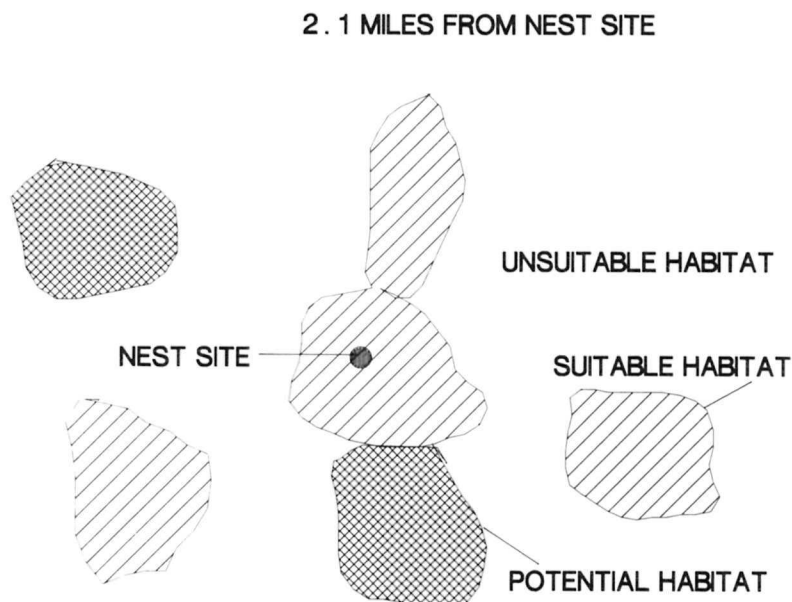 2.1 MILES FROM NEST SITE
UNSUITABLE HABITAT
NEST SITE
SUITABLE HABITAT
POTENTIAL HABITAT